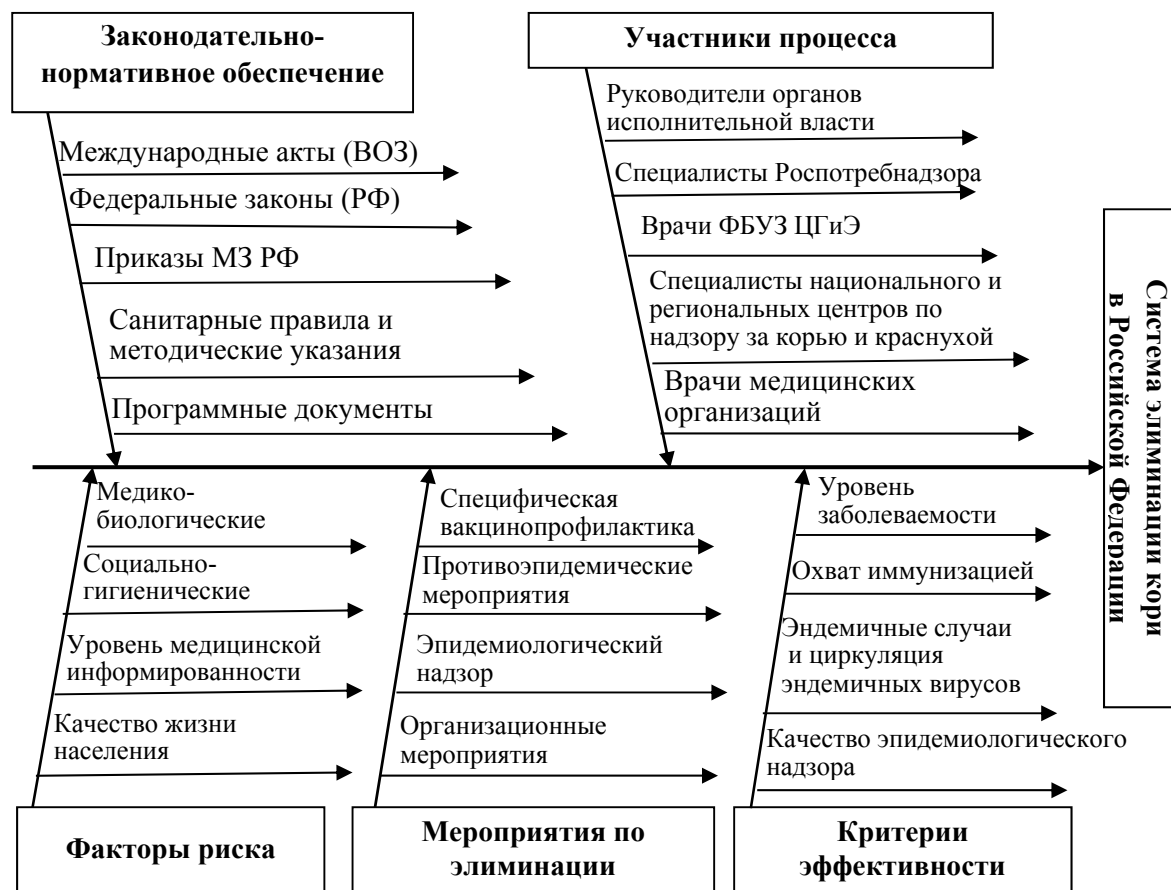 Законодательно-
нормативное обеспечение
Международные акты (ВОЗ)
Федеральные законы (РФ)
Приказы МЗ РФ
Санитарные правила и
методические указания
Программные документы
Участники процесса
Руководители органов
исполнительной власти
Специалисты Роспотребнадзора
Врачи ФБУЗ ЦГиЭ
Специалисты национального и
региональных центров по
надзору за корью и краснухой
Врачи медицинских
организаций
Система элиминации кори
в Российской Федерации
Медико-
биологические
Социально-
гигиенические
Уровень медицинской
информированности
Качество жизни
населения
Факторы риска
Специфическая
вакцинопрофилактика
Противоэпидемические
мероприятия
Эпидемиологический
надзор
Организационные
мероприятия
Мероприятия по
элиминации
Уровень
заболеваемости
Охват иммунизацией
Эндемичные случаи
и циркуляция
эндемичных вирусов
Качество эпидемиологического
надзора
Критерии
эффективности